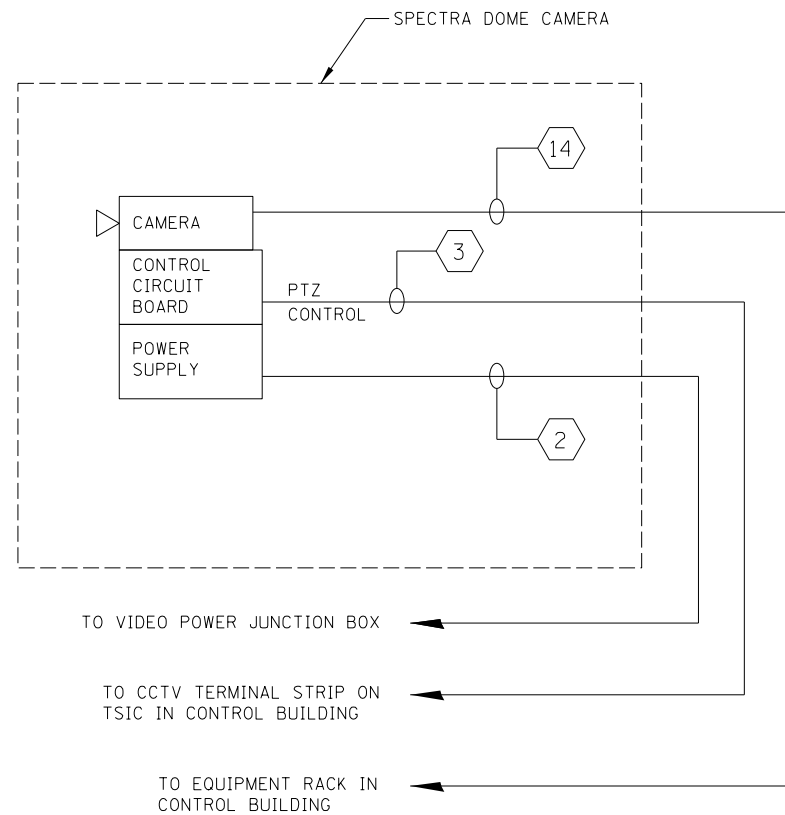 SPECTRA DOME CAMERA
14
CAMERA
3
CONTROL
CIRCUIT
BOARD
PTZ
CONTROL
POWER
SUPPLY
2
TO VIDEO POWER JUNCTION BOX
TO CCTV TERMINAL STRIP ON
TSIC IN CONTROL BUILDING
TO EQUIPMENT RACK IN
CONTROL BUILDING